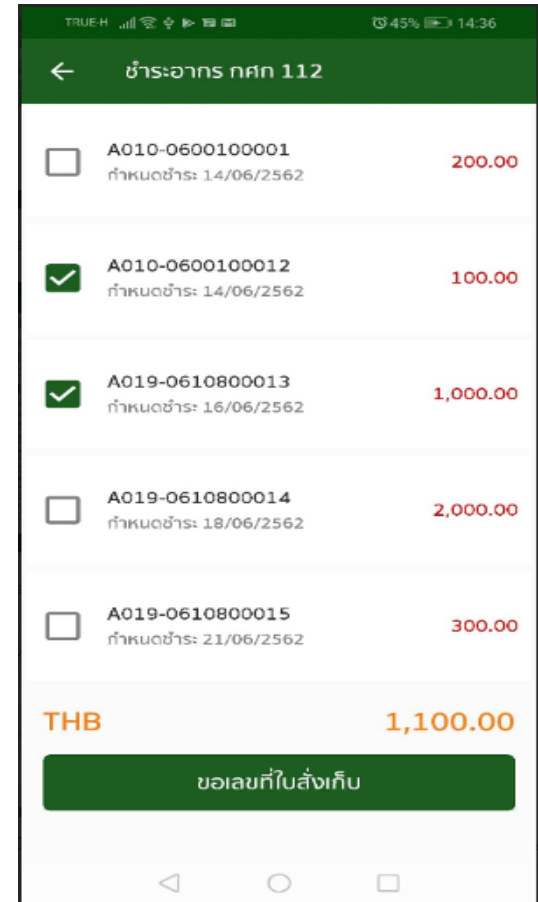 TRUE-H 45% 14:36
ชำระอากร กศก 112
A010-0600100001
กำหนดชำระ 14/06/2562
200.00
A010-0600100012
กำหนดชำระ 14/06/2562
100.00
A019-0610800013
กำหนดชำระ 16/06/2562
1,000.00
A019-0610800014
กำหนดชำระ 18/06/2562
2,000.00
A019-0610800015
กำหนดชำระ 21/06/2562
300.00
THB 1,100.00
ขอเลขที่ใบสั่งเก็บ